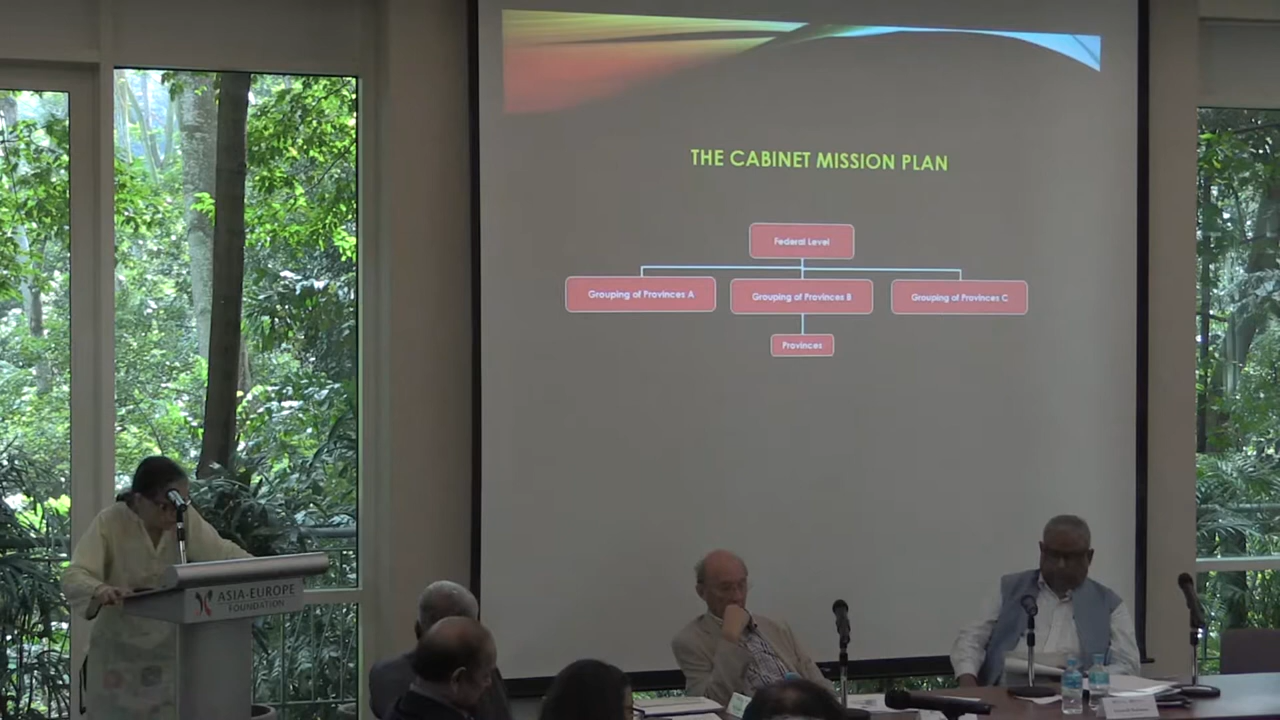 THE CABINET MISSION PLAN
Federal Level
Grouping of Provinces A
Grouping of Provinces B
Grouping of Provinces C
Provinces
ASIA-EUROPE
FOUNDATION